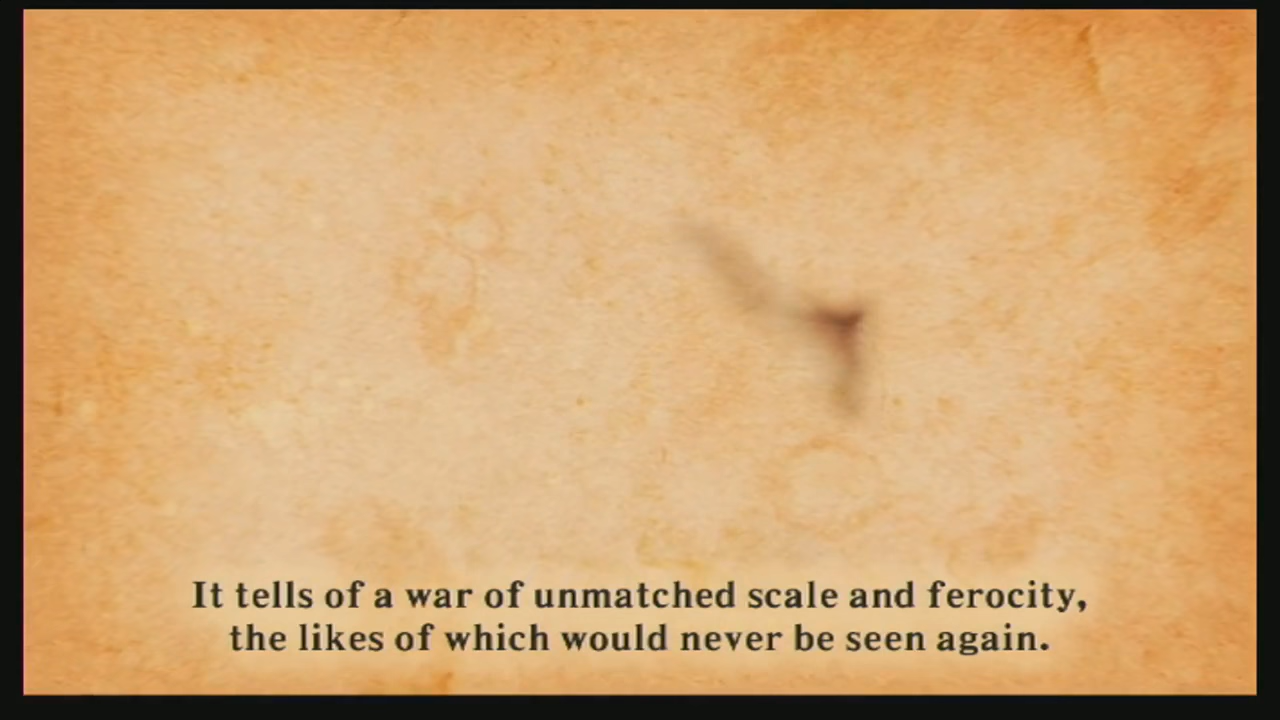 It tells of a war of unmatched scale and ferocity,
the likes of which would never be seen again.